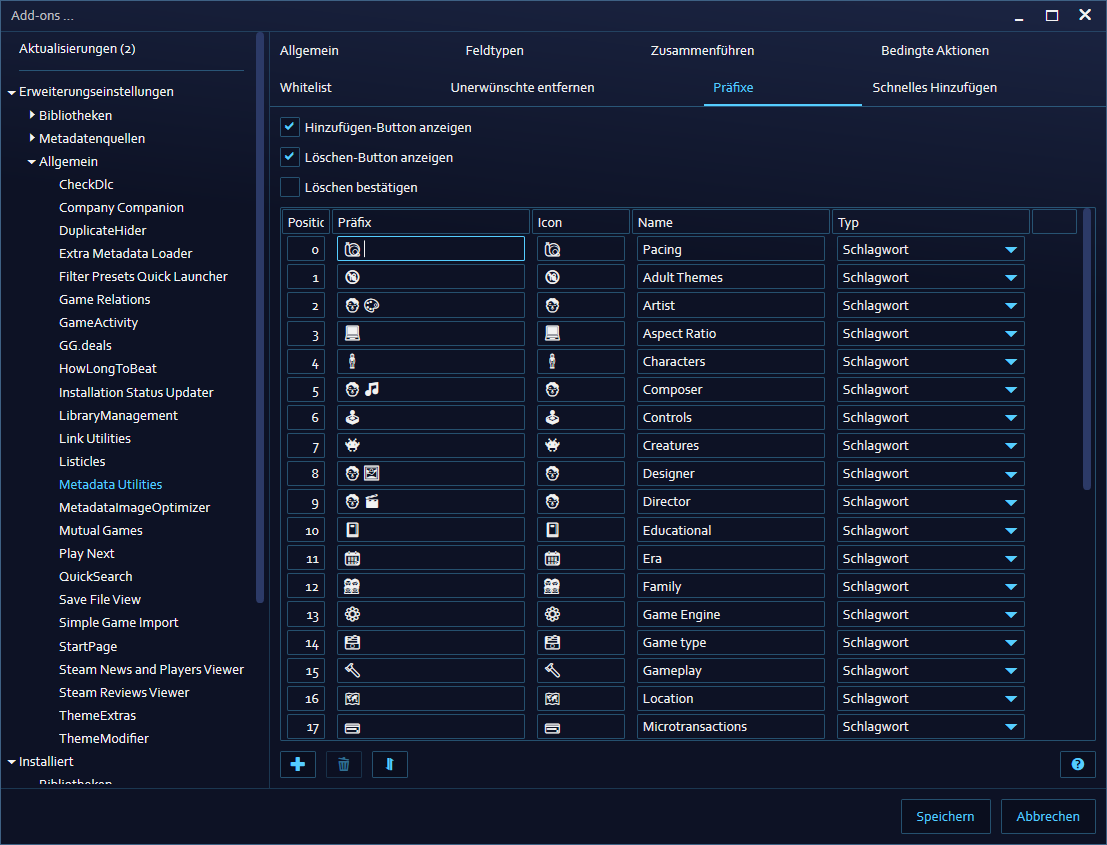 Add-ons ...
Aktualisierungen (2)
Erweiterungseinstellungen
Bibliotheken
Metadatenquellen
Allgemein
CheckDlc
Company Companion
DuplicateHider
Extra Metadata Loader
Filter Presets Quick Launcher
Game Relations
GameActivity
GG.deals
HowLongToBeat
Installation Status Updater
LibraryManagement
Link Utilities
Listicles
Metadata Utilities
MetadataImageOptimizer
Mutual Games
Play Next
QuickSearch
Save File View
Simple Game Import
StartPage
Steam News and Players Viewer
Steam Reviews Viewer
ThemeExtras
ThemeModifier
Installiert
Bibliotheken
Allgemein Feldtypen Zusammenführen Bedingte Aktionen
Whitelist Unerwünschte entfernen Präfixe Schnelles Hinzufügen
Hinzufügen-Button anzeigen
Löschen-Button anzeigen
Löschen bestätigen
Positic Präfix Icon Name Typ
0 Pacing Schlagwort
1 Adult Themes Schlagwort
2 Artist Schlagwort
3 Aspect Ratio Schlagwort
4 Characters Schlagwort
5 Composer Schlagwort
6 Controls Schlagwort
7 Creatures Schlagwort
8 Designer Schlagwort
9 Director Schlagwort
10 Educational Schlagwort
11 Era Schlagwort
12 Family Schlagwort
13 Game Engine Schlagwort
14 Game type Schlagwort
15 Gameplay Schlagwort
16 Location Schlagwort
17 Microtransactions Schlagwort
Speichern Abbrechen